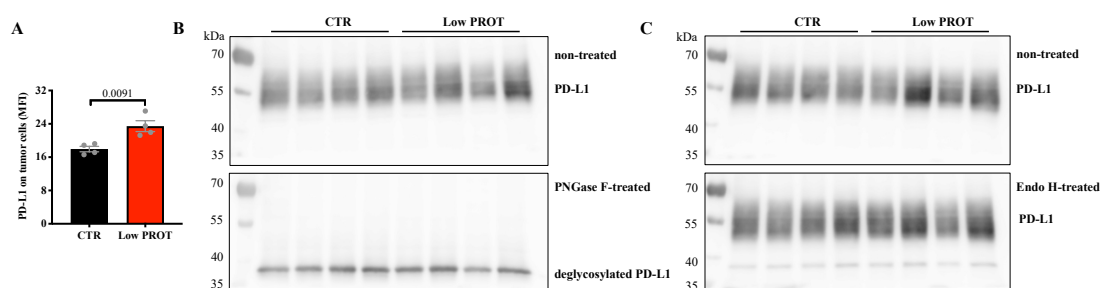 A
PD-L1 on tumor cells (MFI)
32
24
16
8
0
0.0091
CTR
Low PROT
B
kDa
CTR
Low PROT
70
55
40
35
non-treated
PD-L1
70
55
40
35
PNGase F-treated
deglycosylated PD-L1
C
kDa
CTR
Low PROT
70
55
40
35
non-treated
PD-L1
70
55
40
35
Endo H-treated
PD-L1